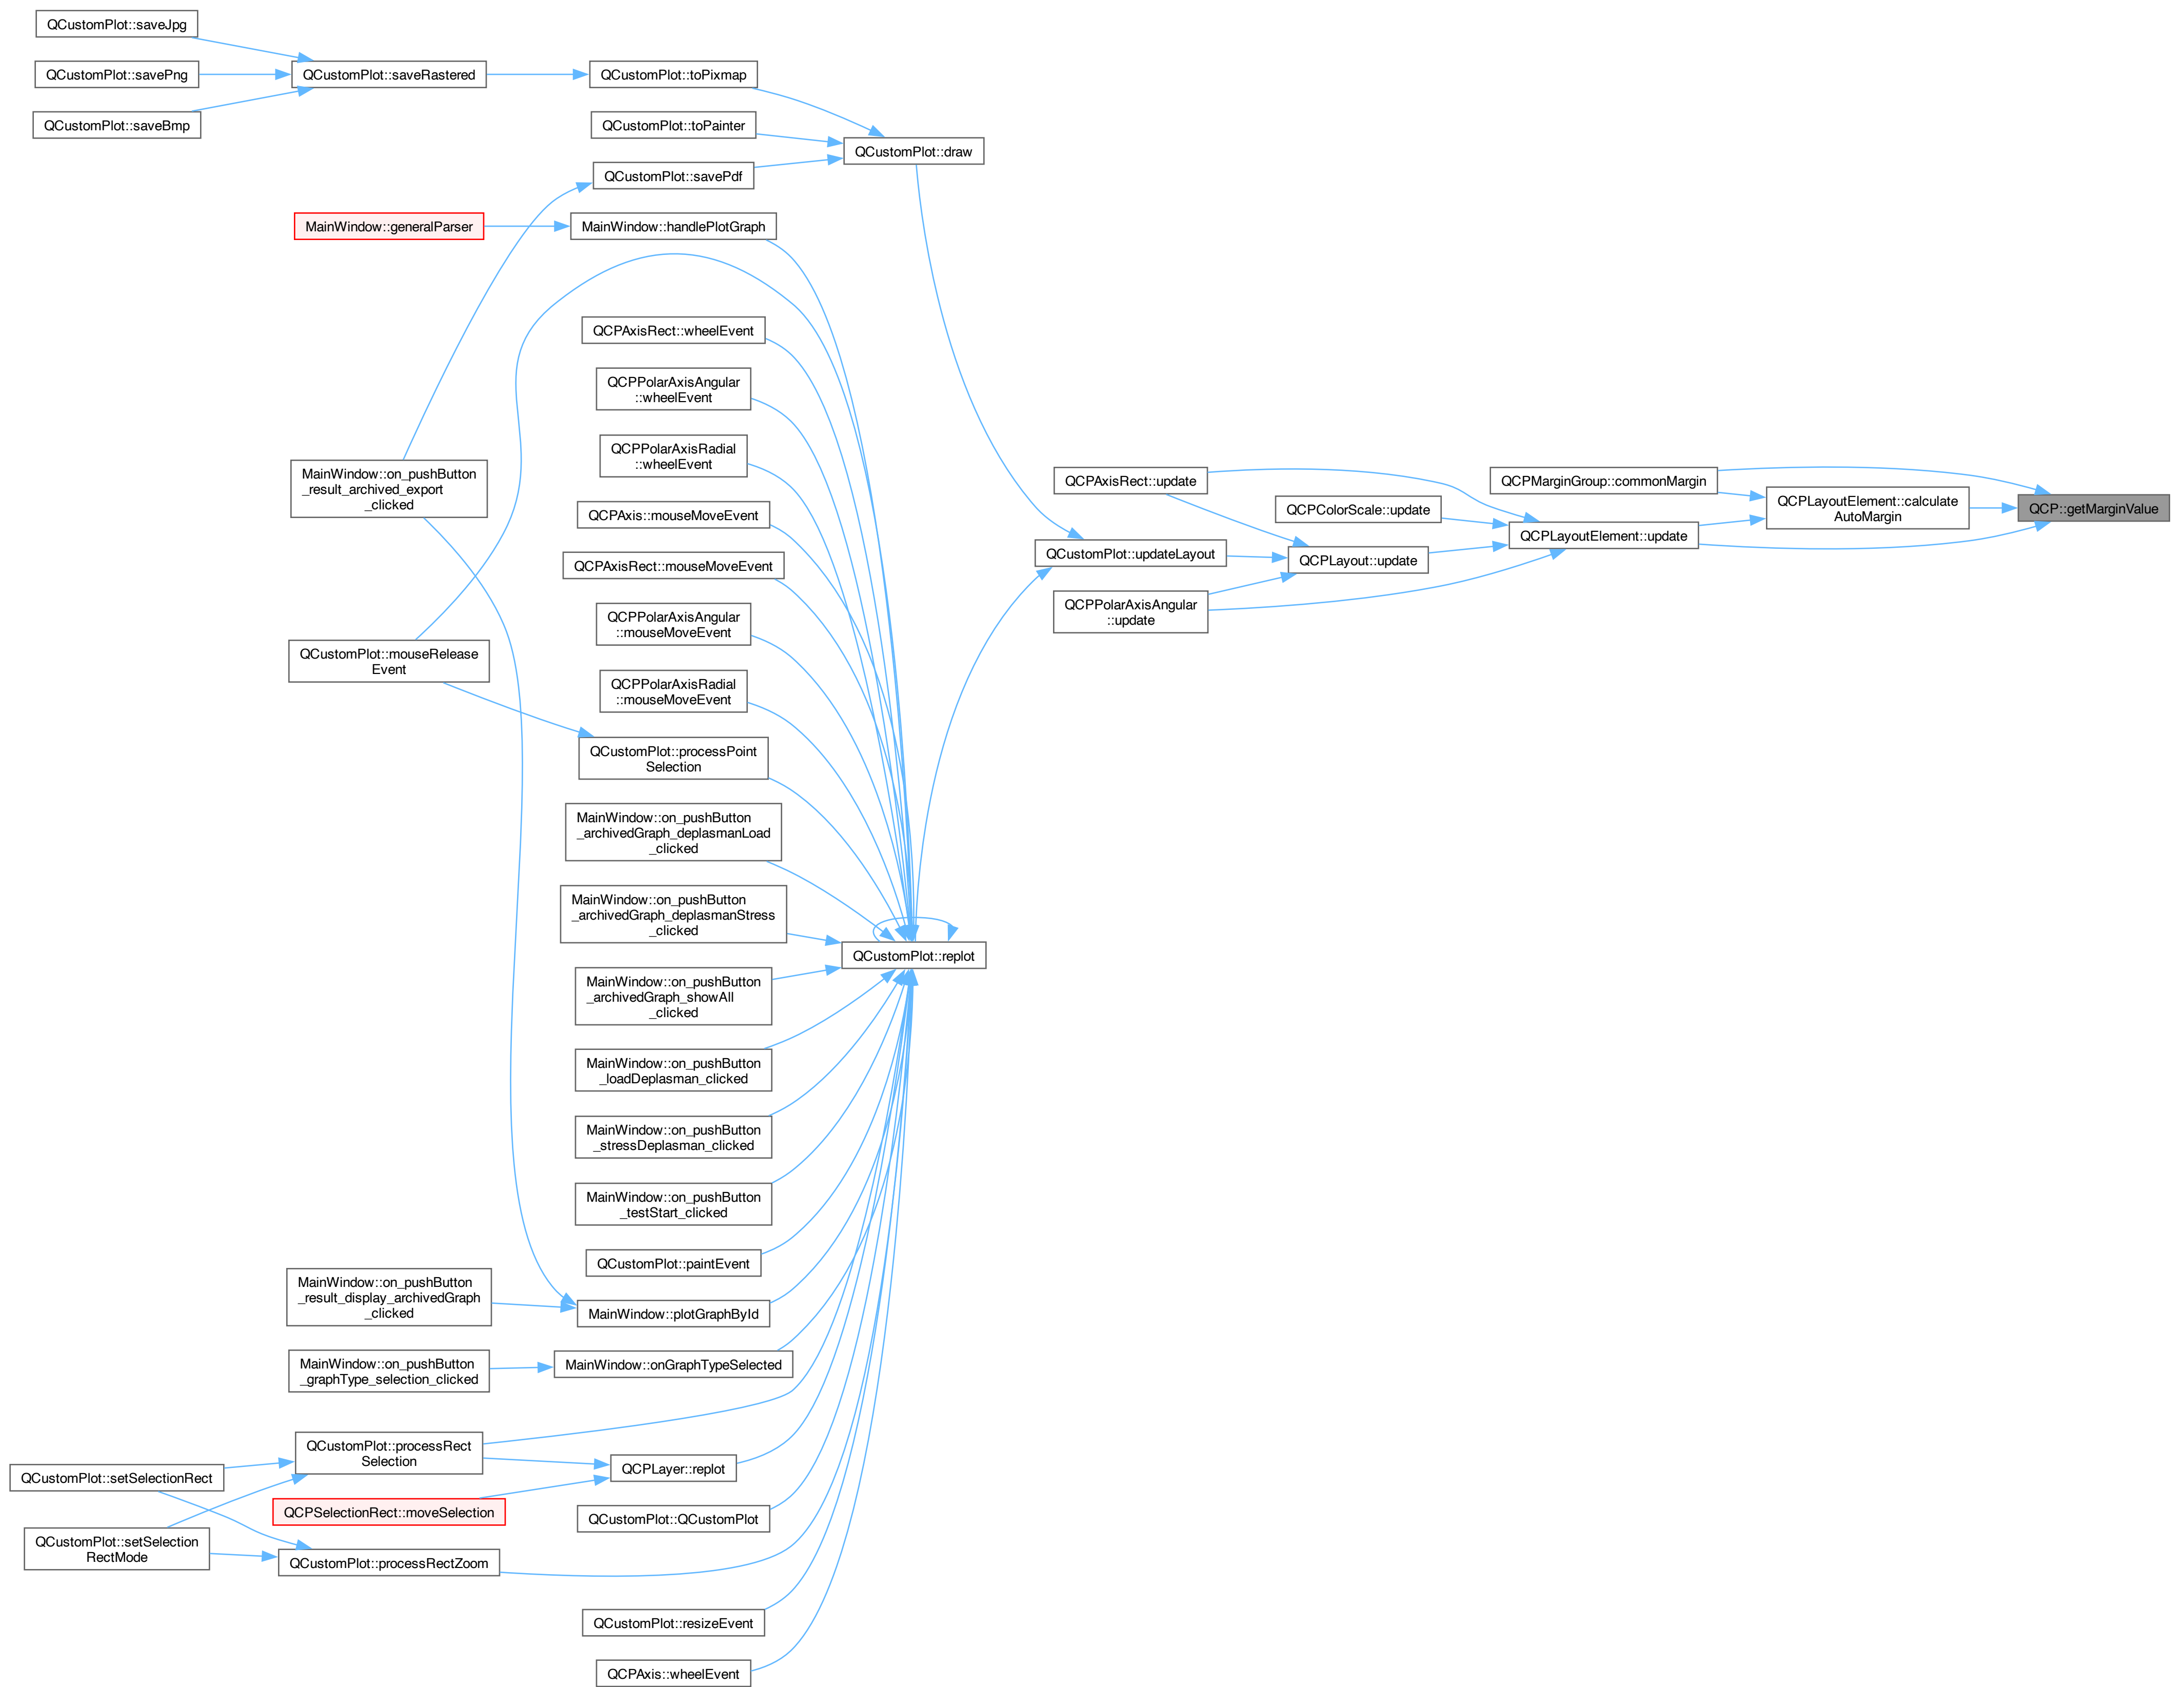 QCustomPlot::saveJpg
QCustomPlot::savePng
QCustomPlot::saveBmp
QCustomPlot::saveRastered
QCustomPlot::toPixmap
QCustomPlot::toPainter
QCustomPlot::savePdf
QCustomPlot::draw
MainWindow::generalParser
MainWindow::handlePlotGraph
QCPAxisRect::wheelEvent
QCPPolarAxisAngular
::wheelEvent
QCPPolarAxisRadial
::wheelEvent
QCPAxis::mouseMoveEvent
QCPAxisRect::mouseMoveEvent
QCPPolarAxisAngular
::mouseMoveEvent
QCPPolarAxisRadial
::mouseMoveEvent
MainWindow::on_pushButton
_result_archived_export
_clicked
QCustomPlot::mouseRelease
Event
QCustomPlot::processPoint
Selection
MainWindow::on_pushButton
_archivedGraph_deplasmanLoad
_clicked
MainWindow::on_pushButton
_archivedGraph_deplasmanStress
_clicked
MainWindow::on_pushButton
_archivedGraph_showAll
_clicked
MainWindow::on_pushButton
_loadDeplasman_clicked
MainWindow::on_pushButton
_stressDeplasman_clicked
MainWindow::on_pushButton
_testStart_clicked
QCustomPlot::paintEvent
MainWindow::plotGraphById
MainWindow::on_pushButton
_result_display_archivedGraph
_clicked
MainWindow::onGraphTypeSelected
MainWindow::on_pushButton
_graphType_selection_clicked
QCustomPlot::processRect
Selection
QCustomPlot::setSelectionRect
QCPLayer::replot
QCPSelectionRect::moveSelection
QCustomPlot::QCustomPlot
QCustomPlot::setSelection
RectMode
QCustomPlot::processRectZoom
QCustomPlot::resizeEvent
QCPAxis::wheelEvent
QCustomPlot::replot
QCustomPlot::updateLayout
QCPAxisRect::update
QCPColorScale::update
QCPLayout::update
QCPPolarAxisAngular
::update
QCPMarginGroup::commonMargin
QCPLayoutElement::update
QCPLayoutElement::calculate
AutoMargin
QCP::getMarginValue